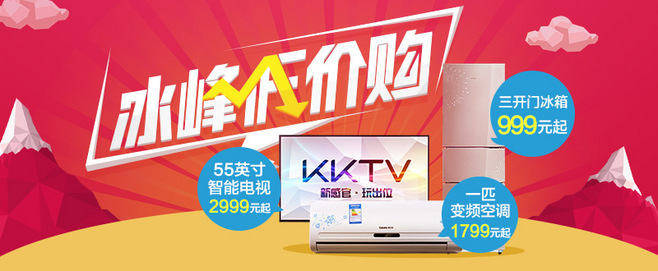 冰峰低价购
三开门冰箱
999元起
55英寸
智能电视
2999元起
KKTV
新感官·玩出位
一匹
变频空调
1799元起